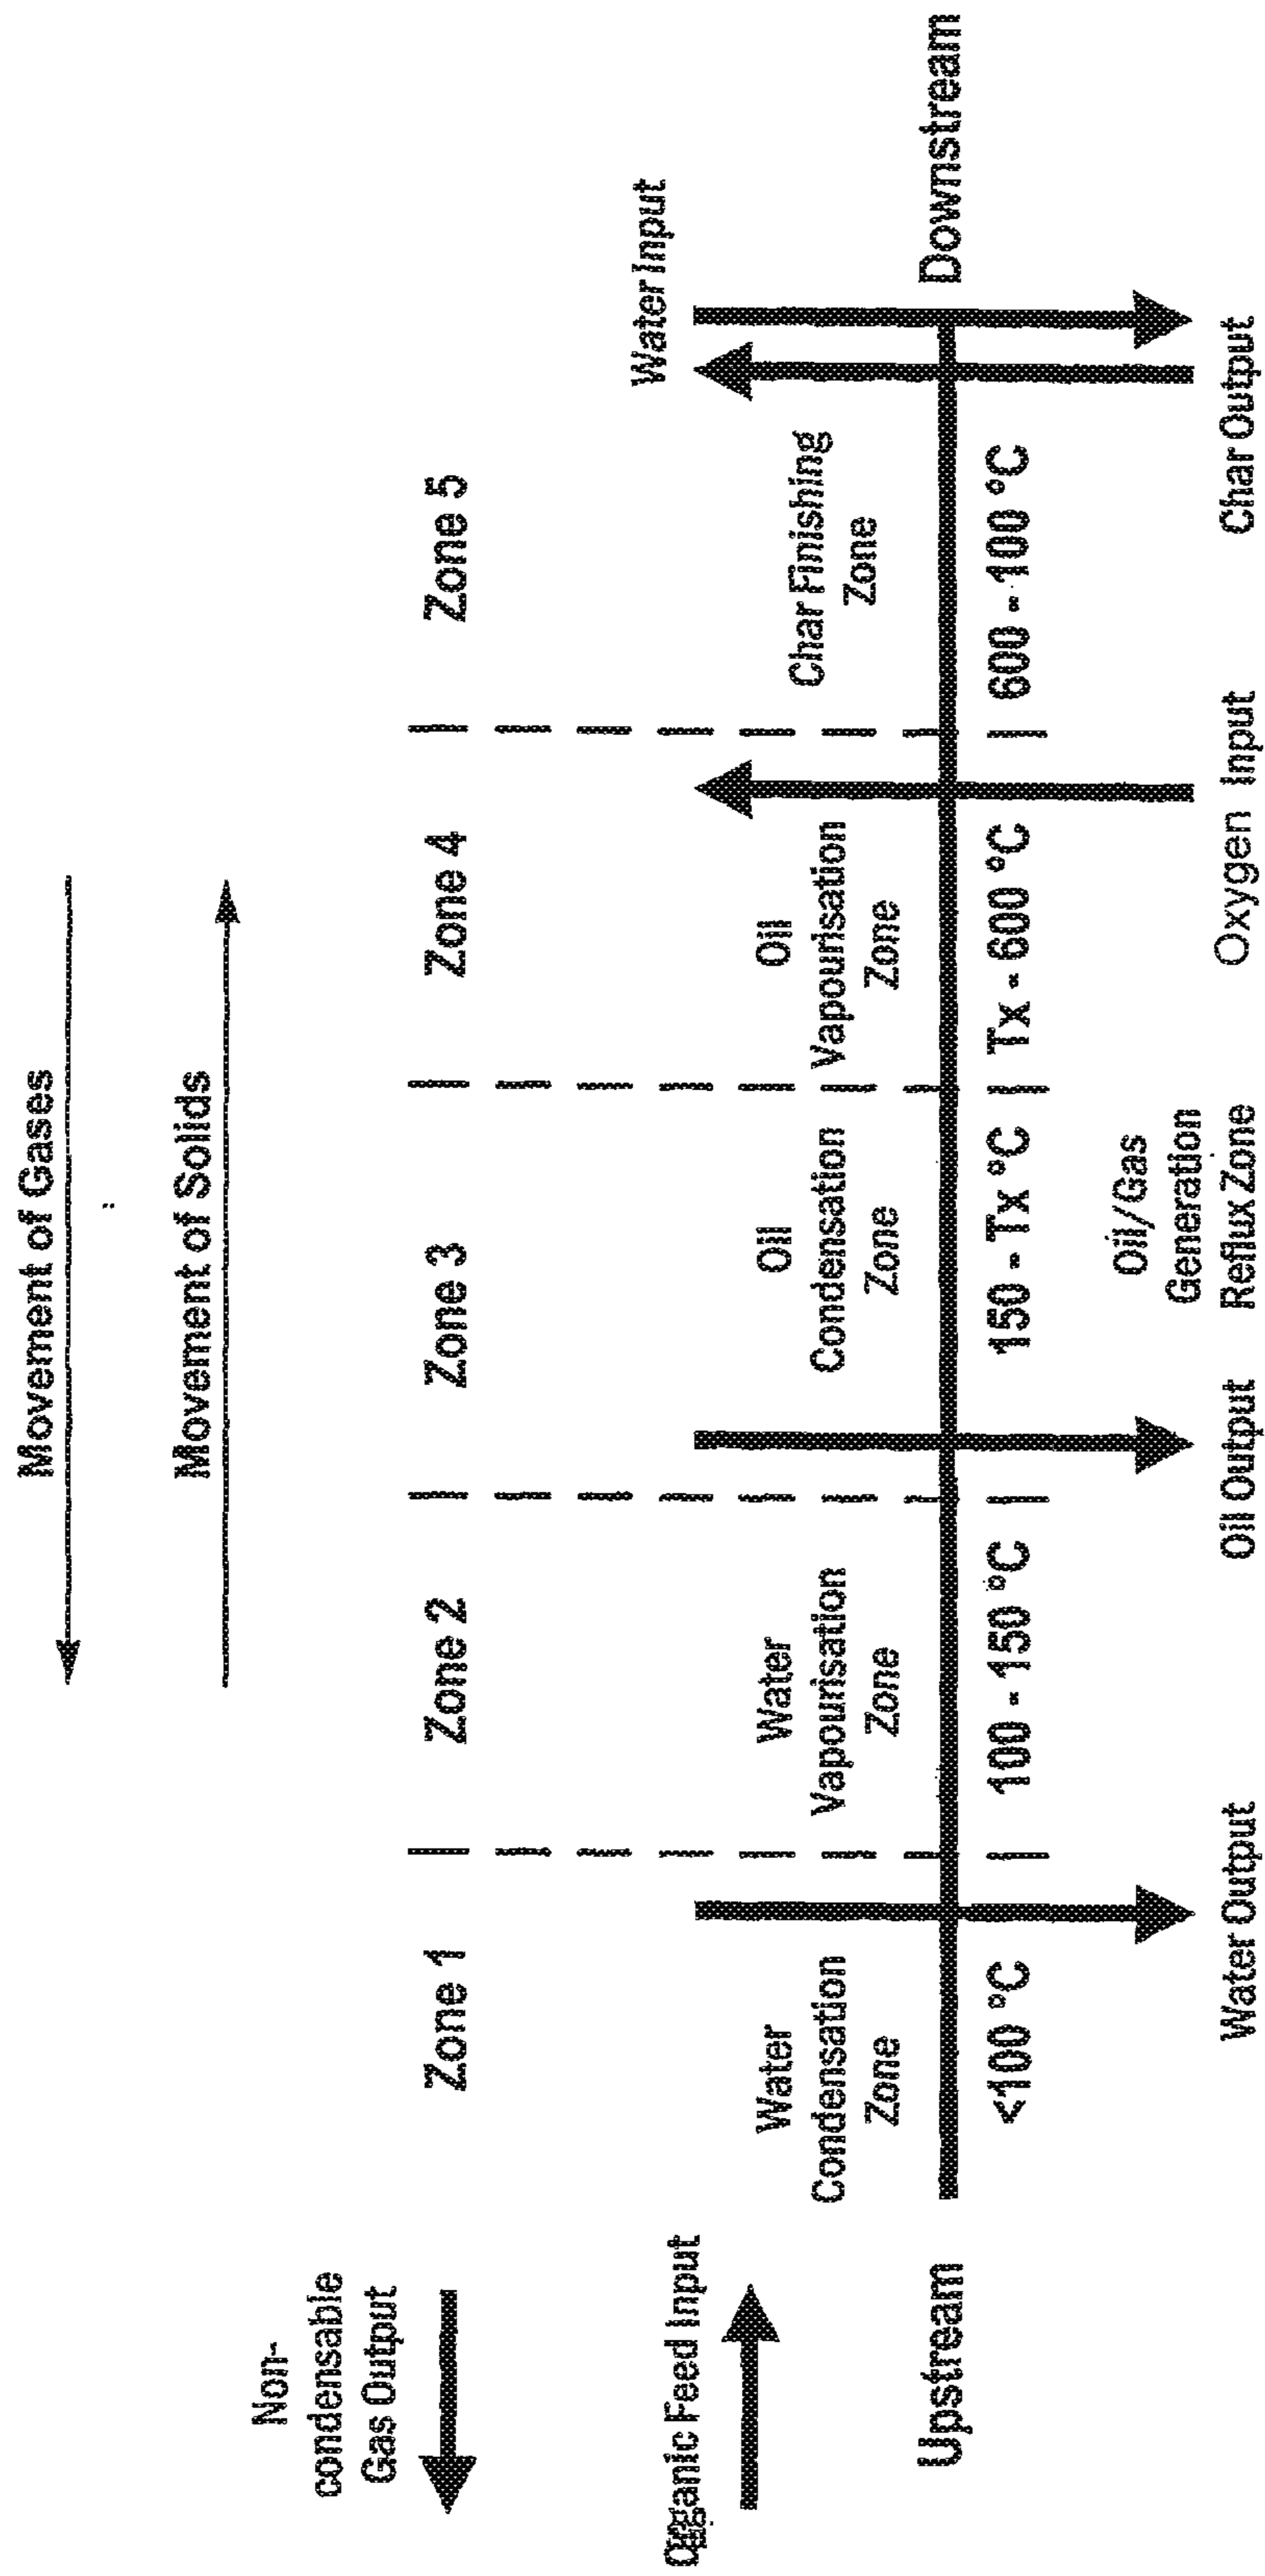 Movement of Gases
Movement of Solids
Non-
condensable
Gas Output
Zone 1
Zone 2
Zone 3
Zone 4
Zone 5
Organic Feed Input
Water Input
Water
Condensation
Zone
Water
Vapourisation
Zone
Oil
Condensation
Zone
Oil
Vapourisation
Zone
Char Finishing
Zone
Upstream
Downstream
<100 °C
100 - 150 °C
150 - Tx °C
Tx - 600 °C
600 - 100 °C
Water Output
Oil Output
Oil/Gas
Generation
Reflux Zone
Oxygen Input
Char Output